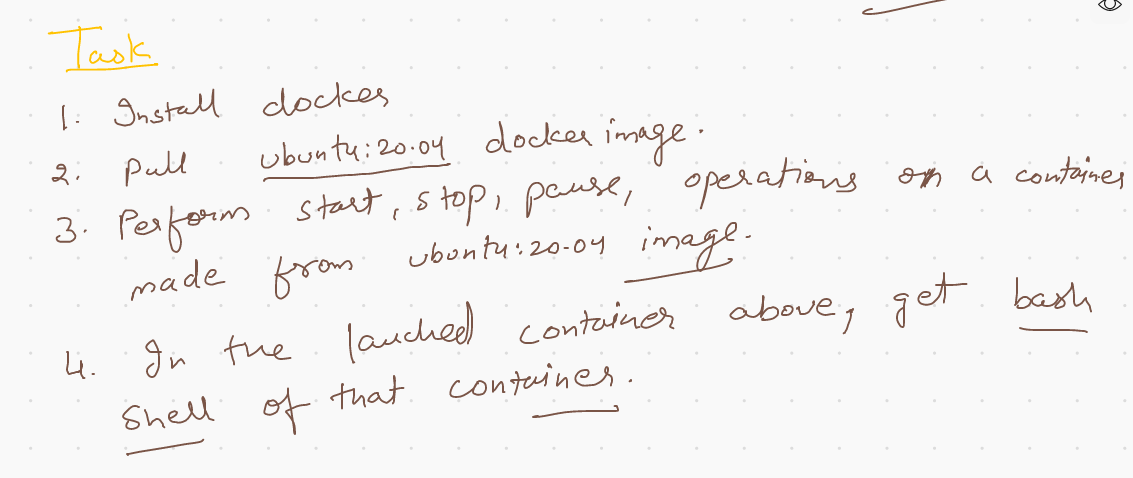 Task
1. Install docker
2. Pull ubuntu:20.04 docker image.
3. Perform start, stop, pause, operations on a container
made from ubuntu:20.04 image.
4. In the lauched container above, get bash
shell of that container.